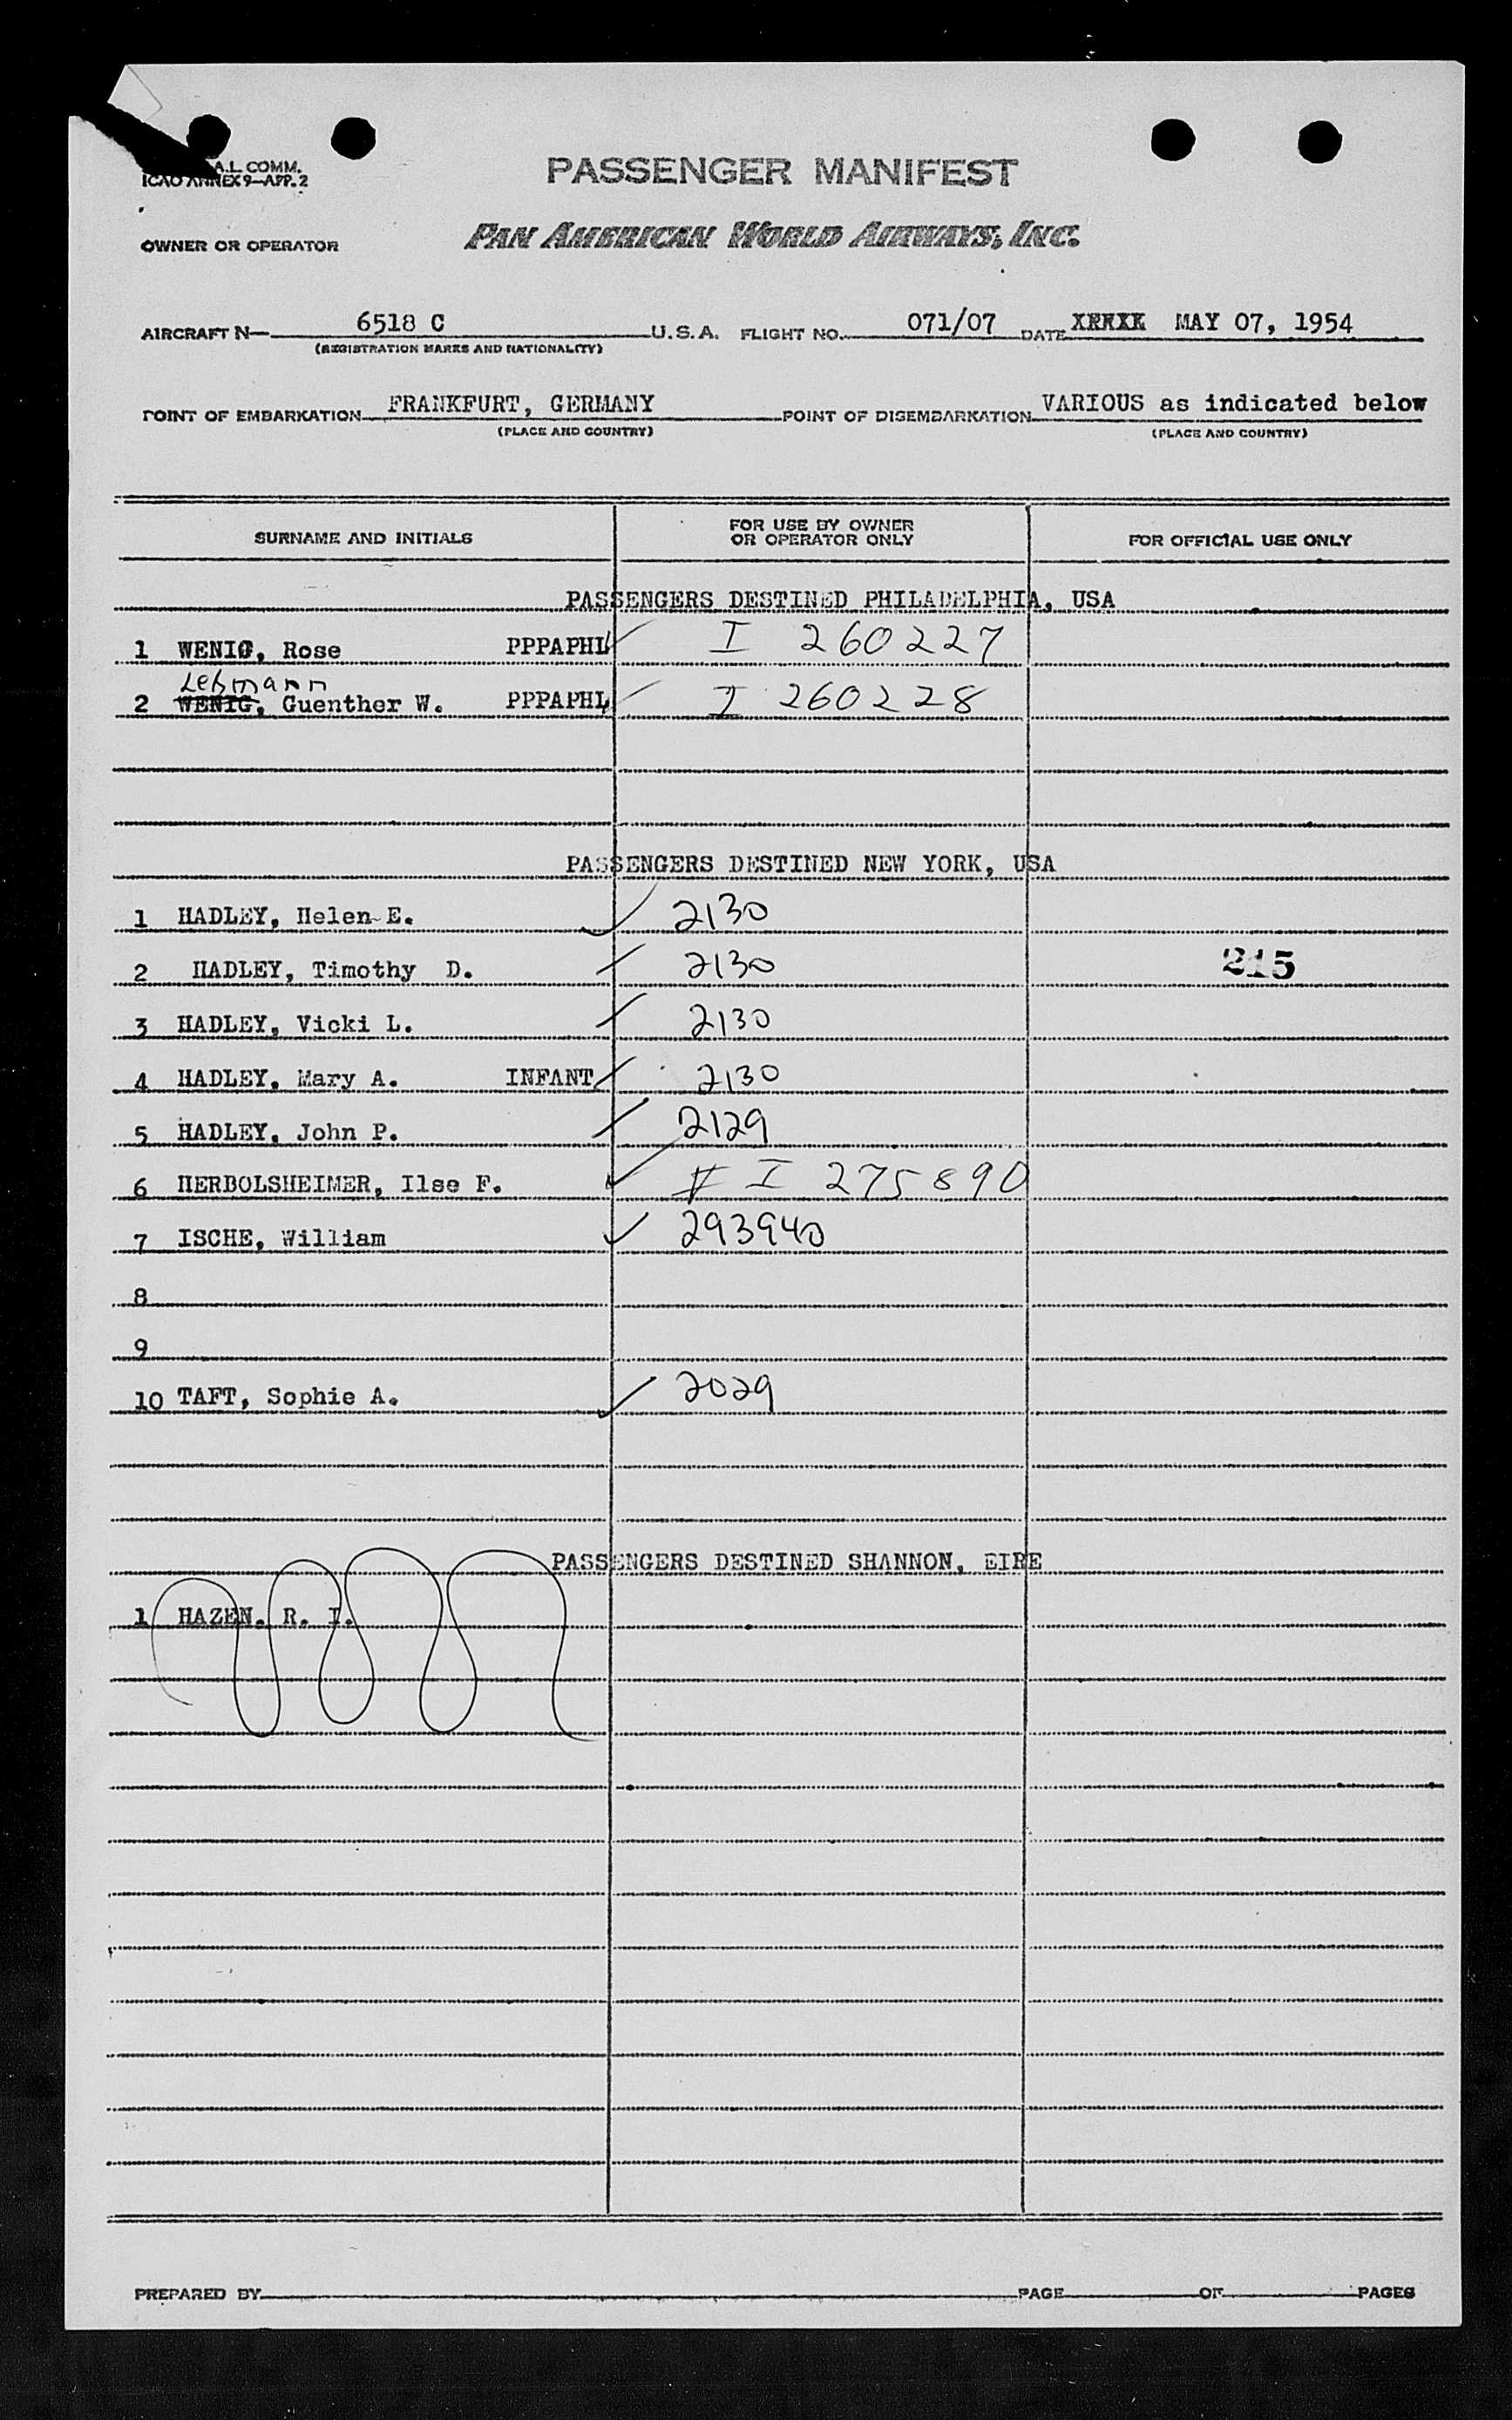 A.L. COMM.
ICAO ANNEX 9-APP. 2
PASSENGER MANIFEST
OWNER OR OPERATOR PAN AMERICAN WORLD AIRWAYS, INC.
AIRCRAFT N- 6518 C U.S.A. FLIGHT NO. 071/07 DATE MAY 07, 1954
(REGISTRATION MARKS AND NATIONALITY)
POINT OF EMBARKATION FRANKFURT, GERMANY POINT OF DISEMBARKATION VARIOUS as indicated below
(PLACE AND COUNTRY) (PLACE AND COUNTRY)
SURNAME AND INITIALS FOR USE BY OWNER OR OPERATOR ONLY FOR OFFICIAL USE ONLY
PASSENGERS DESTINED PHILADELPHIA, USA
1 WENIG, Rose PPPAPHL I 260227
Lehmann
2 WENIG, Guenther W. PPPAPHL I 260228
PASSENGERS DESTINED NEW YORK, USA
1 HADLEY, Helen E. 2130
2 HADLEY, Timothy D. 2130 215
3 HADLEY, Vicki L. 2130
4 HADLEY, Mary A. INFANT 2130
5 HADLEY, John P. 2129
6 HERBOLSHEIMER, Ilse F. I 275890
7 ISCHE, William 293940
8
9
10 TAFT, Sophie A. 2029
PASSENGERS DESTINED SHANNON, EIRE
1 HAZEN, R. I.
PREPARED BY PAGE OF PAGES